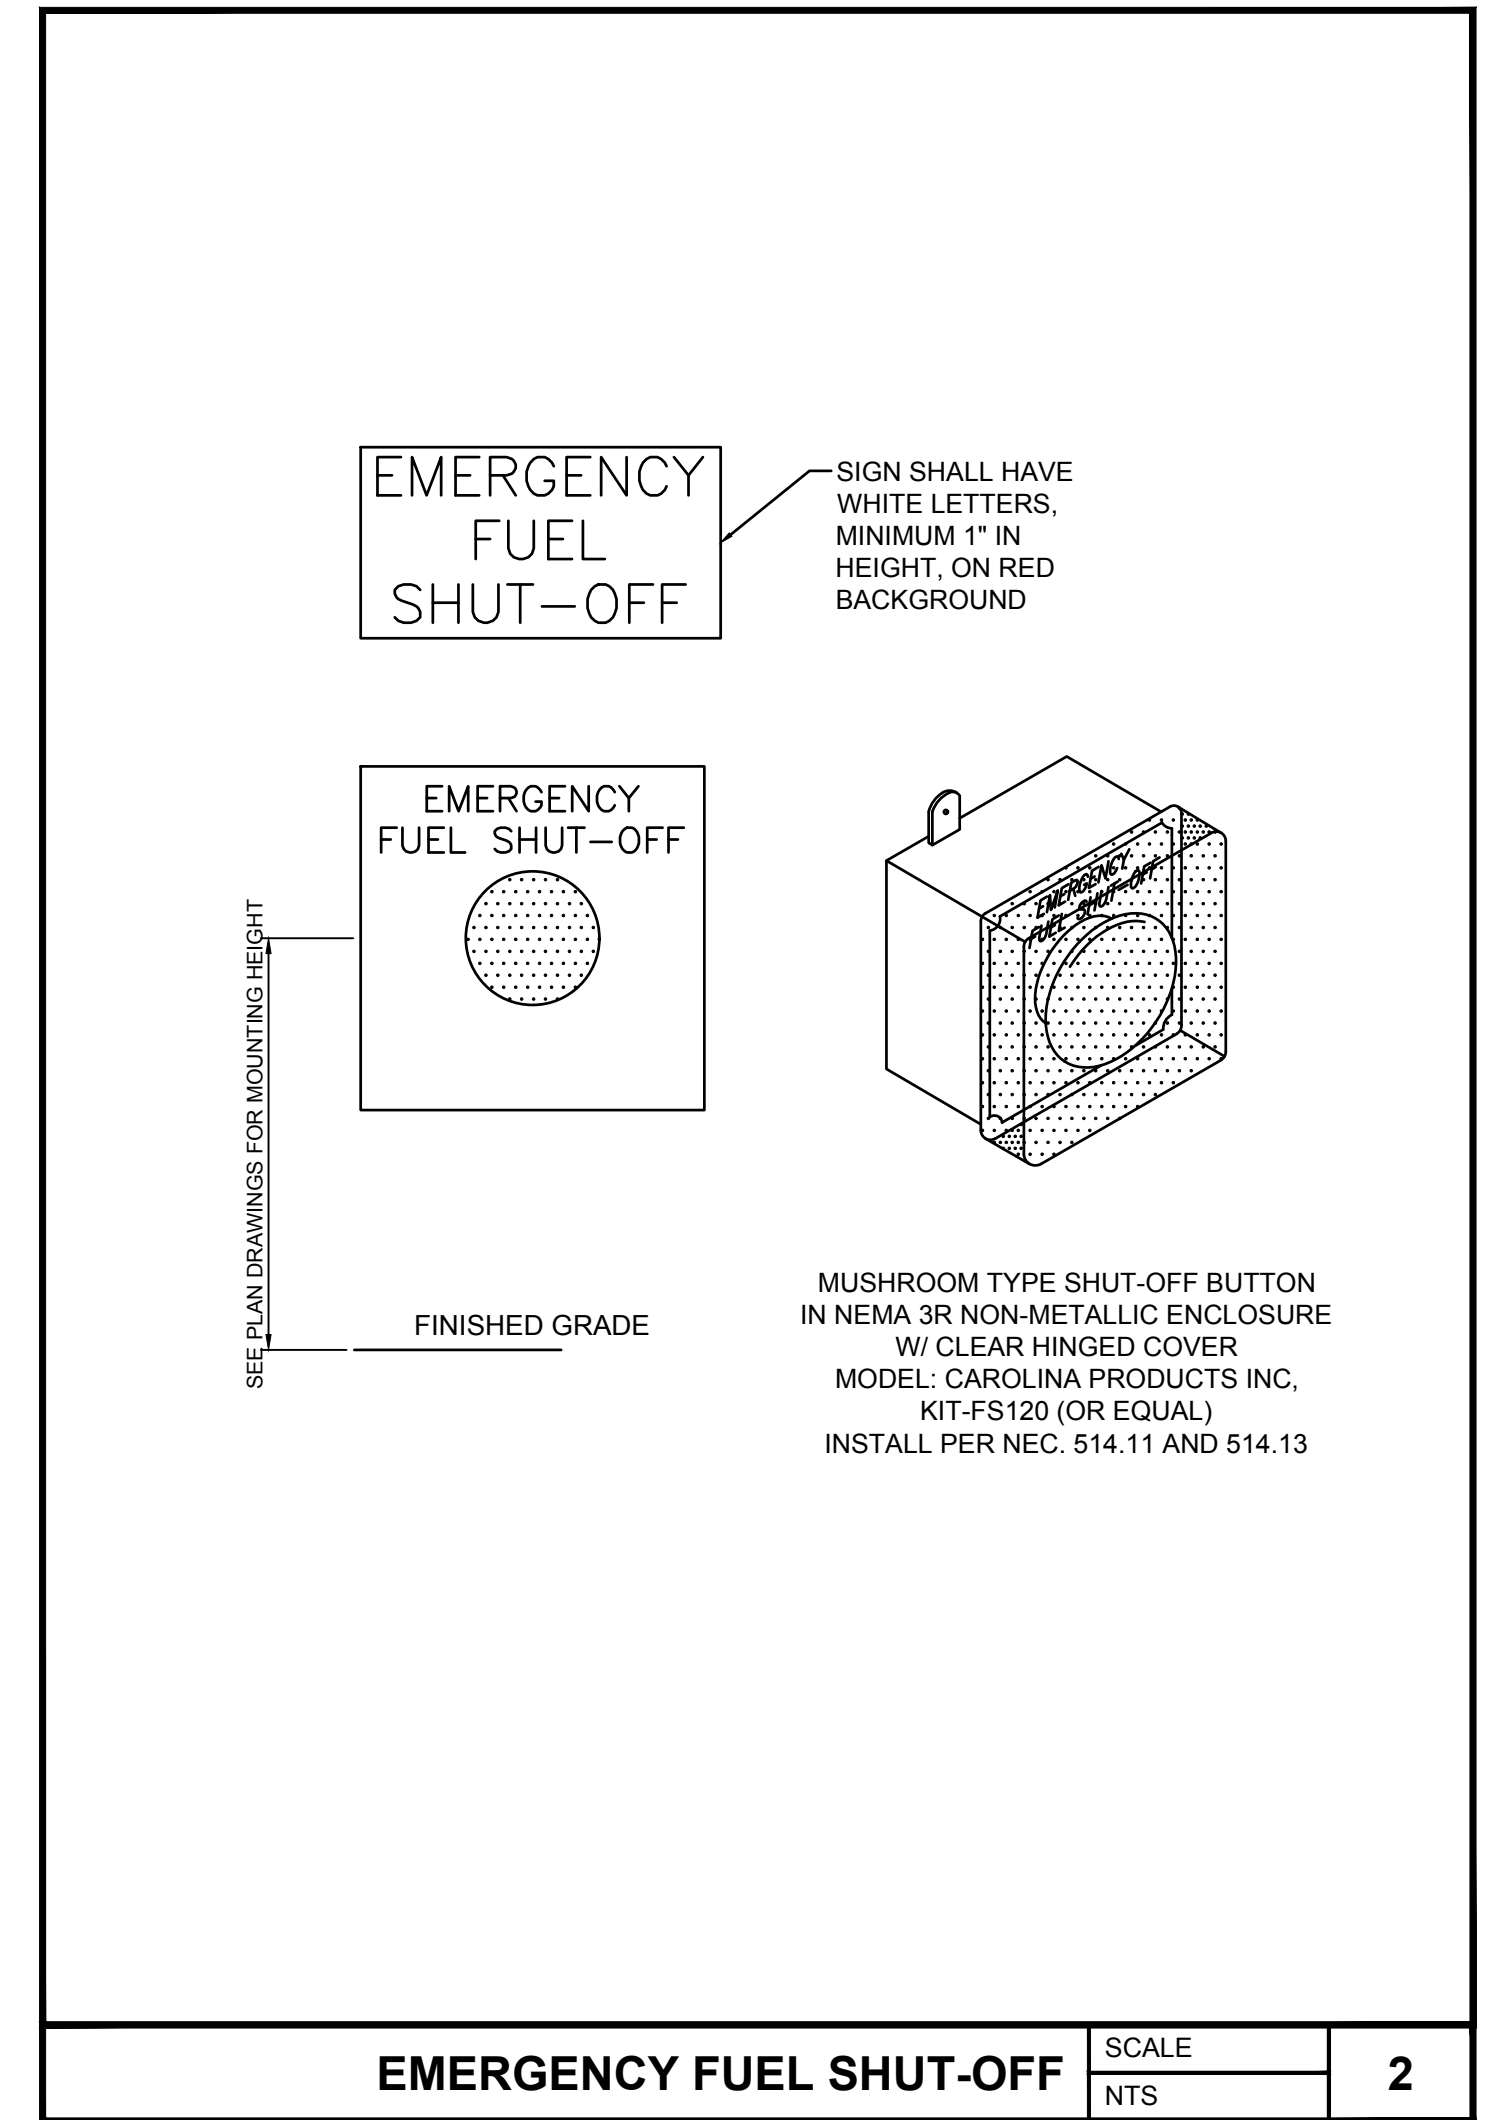 EMERGENCY
FUEL
SHUT-OFF
SIGN SHALL HAVE
WHITE LETTERS,
MINIMUM 1" IN
HEIGHT, ON RED
BACKGROUND
EMERGENCY
FUEL SHUT-OFF
EMERGENCY
FUEL SHUT-OFF
SEE PLAN DRAWINGS FOR MOUNTING HEIGHT
FINISHED GRADE
MUSHROOM TYPE SHUT-OFF BUTTON
IN NEMA 3R NON-METALLIC ENCLOSURE
W/ CLEAR HINGED COVER
MODEL: CAROLINA PRODUCTS INC,
KIT-FS120 (OR EQUAL)
INSTALL PER NEC. 514.11 AND 514.13
EMERGENCY FUEL SHUT-OFF
SCALE
NTS
2